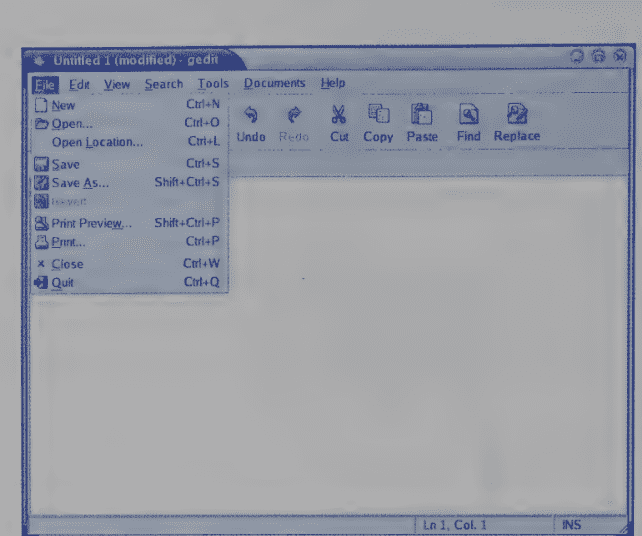 Untitled 1 (modified) - gedit
File Edit View Search Tools Documents Help
New Ctrl+N
Open... Ctrl+O
Open Location... Ctrl+L
Save Ctrl+S
Save As... Shift+Ctrl+S
Revert
Print Preview... Shift+Ctrl+P
Print... Ctrl+P
Close Ctrl+W
Quit Ctrl+Q
Undo Redo Cut Copy Paste Find Replace
Ln 1, Col. 1 INS